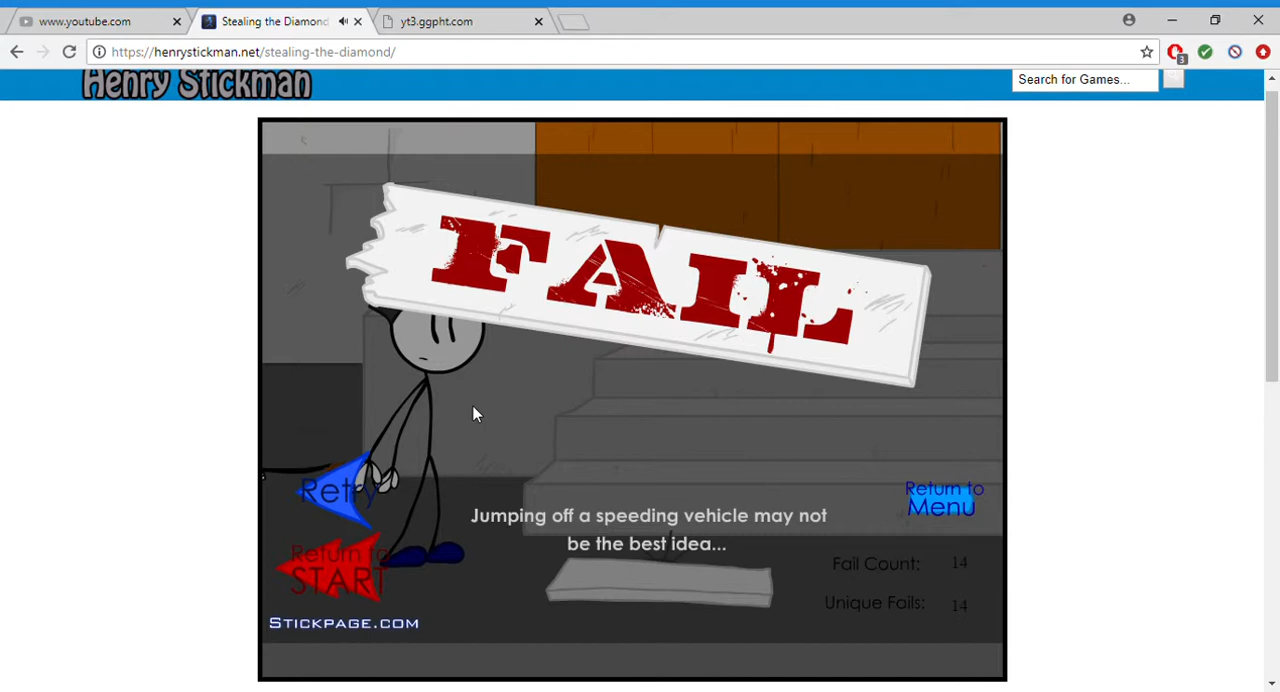 www.youtube.com
Stealing the Diamond
yt3.ggpht.com
https://henrystickman.net/stealing-the-diamond/
3
Henry Stickman
Search for Games...
FAIL
Retry
Return to
START
Jumping off a speeding vehicle may not
be the best idea...
Return to
Menu
Fail Count: 14
Unique Fails: 14
STICKPAGE.COM